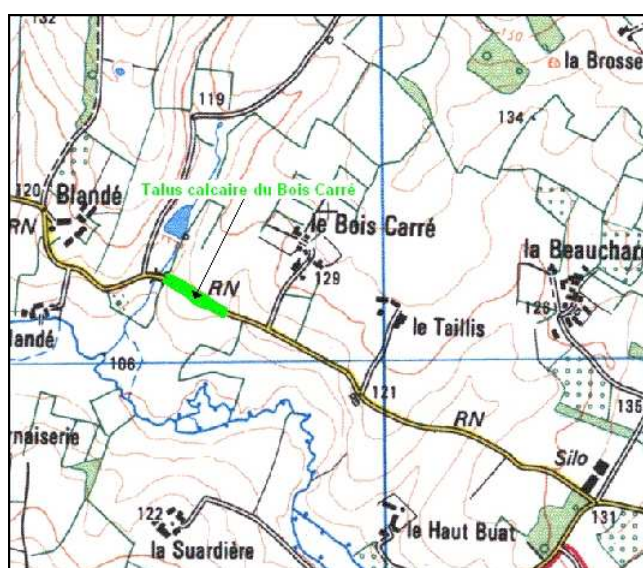 132
150
la Brosse
119
134
120
Blandé
Talus calcaire du Bois Carré
le Bois Carré
RN
la Beauchar
RN
129
126
le Taillis
landé
106
121
135
RN
rnaiserie
Silo
122
131
la Suardière
le Haut Buat